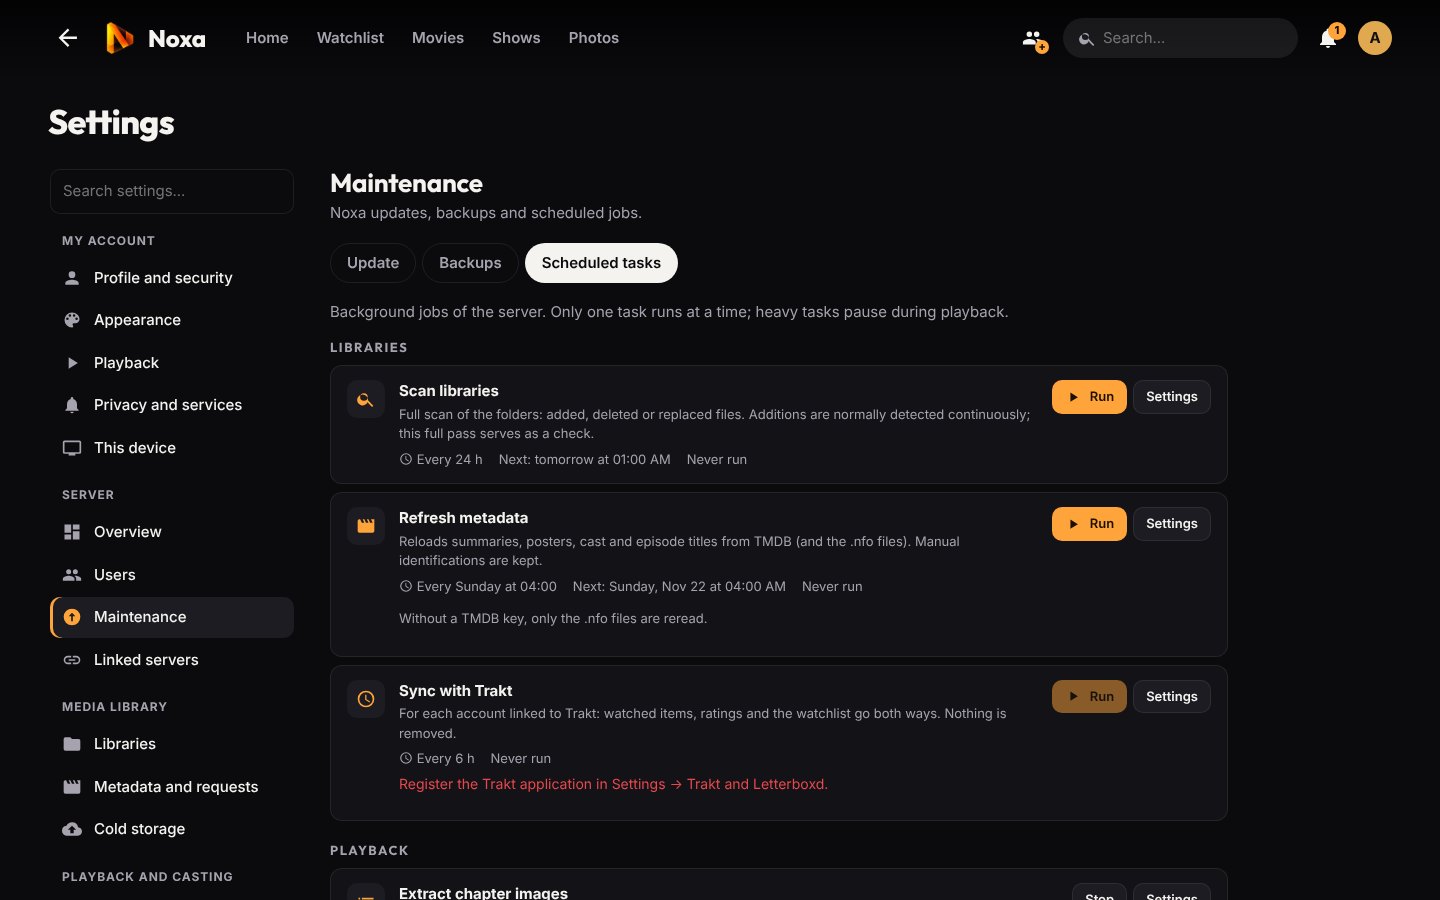 Noxa
Home
Watchlist
Movies
Shows
Photos
Search...
1
A
Settings
Search settings...
MY ACCOUNT
Profile and security
Appearance
Playback
Privacy and services
This device
SERVER
Overview
Users
Maintenance
Linked servers
MEDIA LIBRARY
Libraries
Metadata and requests
Cold storage
PLAYBACK AND CASTING
Maintenance
Noxa updates, backups and scheduled jobs.
Update
Backups
Scheduled tasks
Background jobs of the server. Only one task runs at a time; heavy tasks pause during playback.
LIBRARIES
Scan libraries
Full scan of the folders: added, deleted or replaced files. Additions are normally detected continuously;
this full pass serves as a check.
Every 24 h Next: tomorrow at 01:00 AM Never run
Run
Settings
Refresh metadata
Reloads summaries, posters, cast and episode titles from TMDB (and the .nfo files). Manual
identifications are kept.
Every Sunday at 04:00 Next: Sunday, Nov 22 at 04:00 AM Never run
Without a TMDB key, only the .nfo files are reread.
Run
Settings
Sync with Trakt
For each account linked to Trakt: watched items, ratings and the watchlist go both ways. Nothing is
removed.
Every 6 h Never run
Register the Trakt application in Settings → Trakt and Letterboxd.
Run
Settings
PLAYBACK
Extract chapter images
Stop
Settings